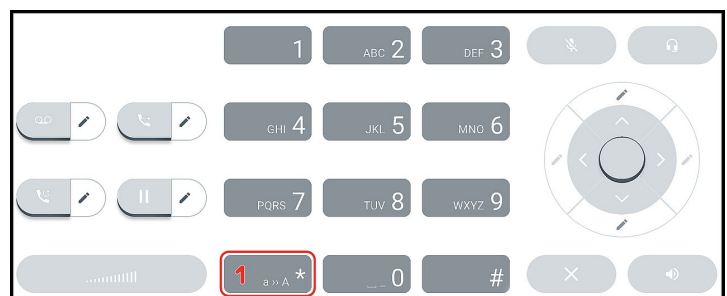 1
ABC 2
DEF 3
GHI 4
JKL 5
MNO 6
PQRS 7
TUV 8
WXYZ 9
1
a » A *
0
#